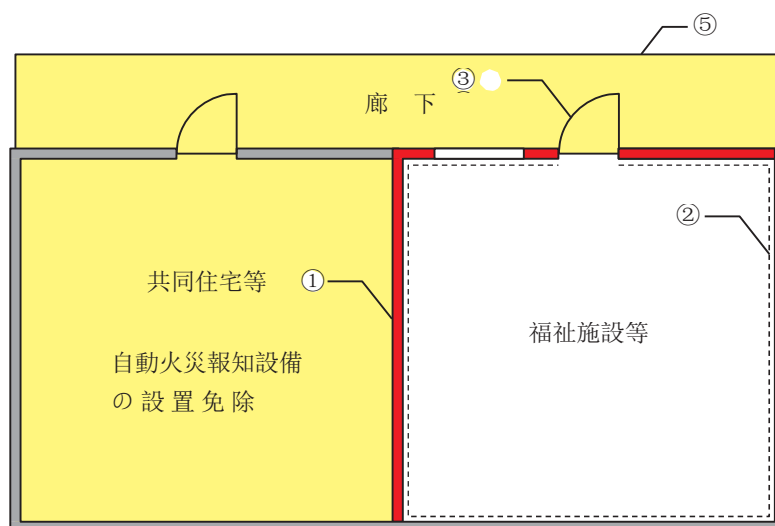 ⑤
③
廊 下
共同住宅等
①
②
福祉施設等
自動火災報知設備
の 設 置 免 除